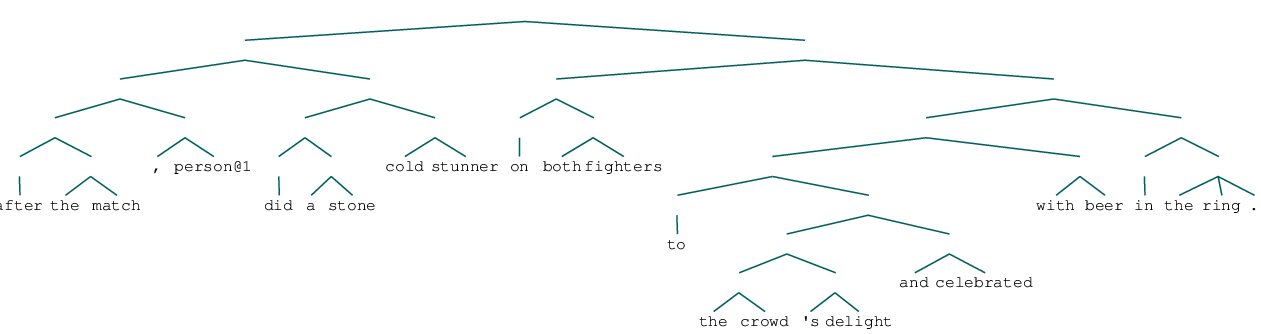 , person@1 cold stunner on both fighters
after the match did a stone with beer in the ring .
to
and celebrated
the crowd 's delight